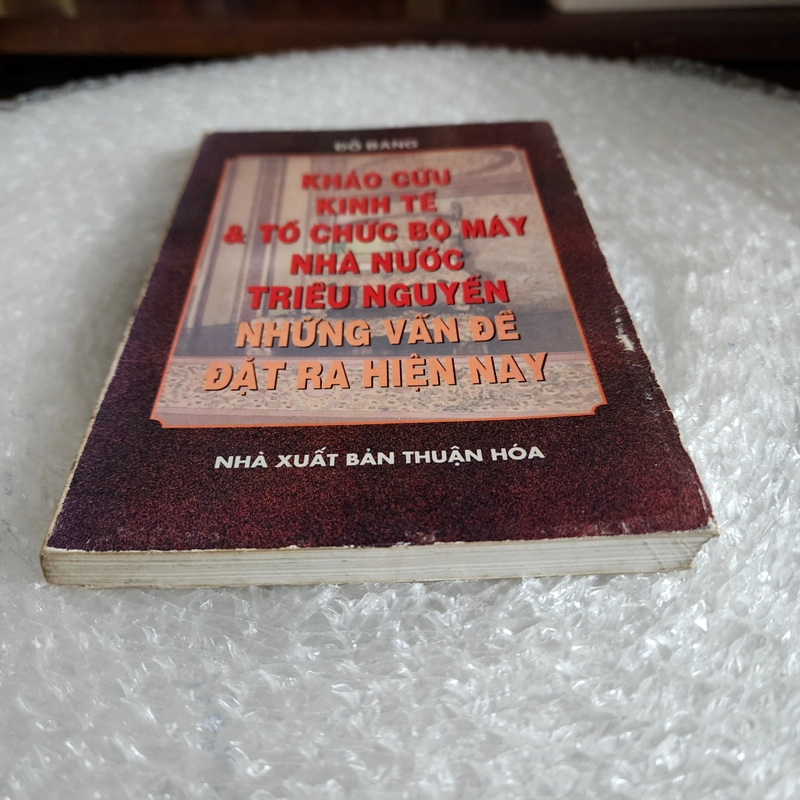 ĐỖ BANG
KHẢO CỨU
KINH TẾ
& TỔ CHỨC BỘ MÁY
NHÀ NƯỚC
TRIỀU NGUYỄN
NHỮNG VẤN ĐỀ
ĐẶT RA HIỆN NAY
NHÀ XUẤT BẢN THUẬN HÓA